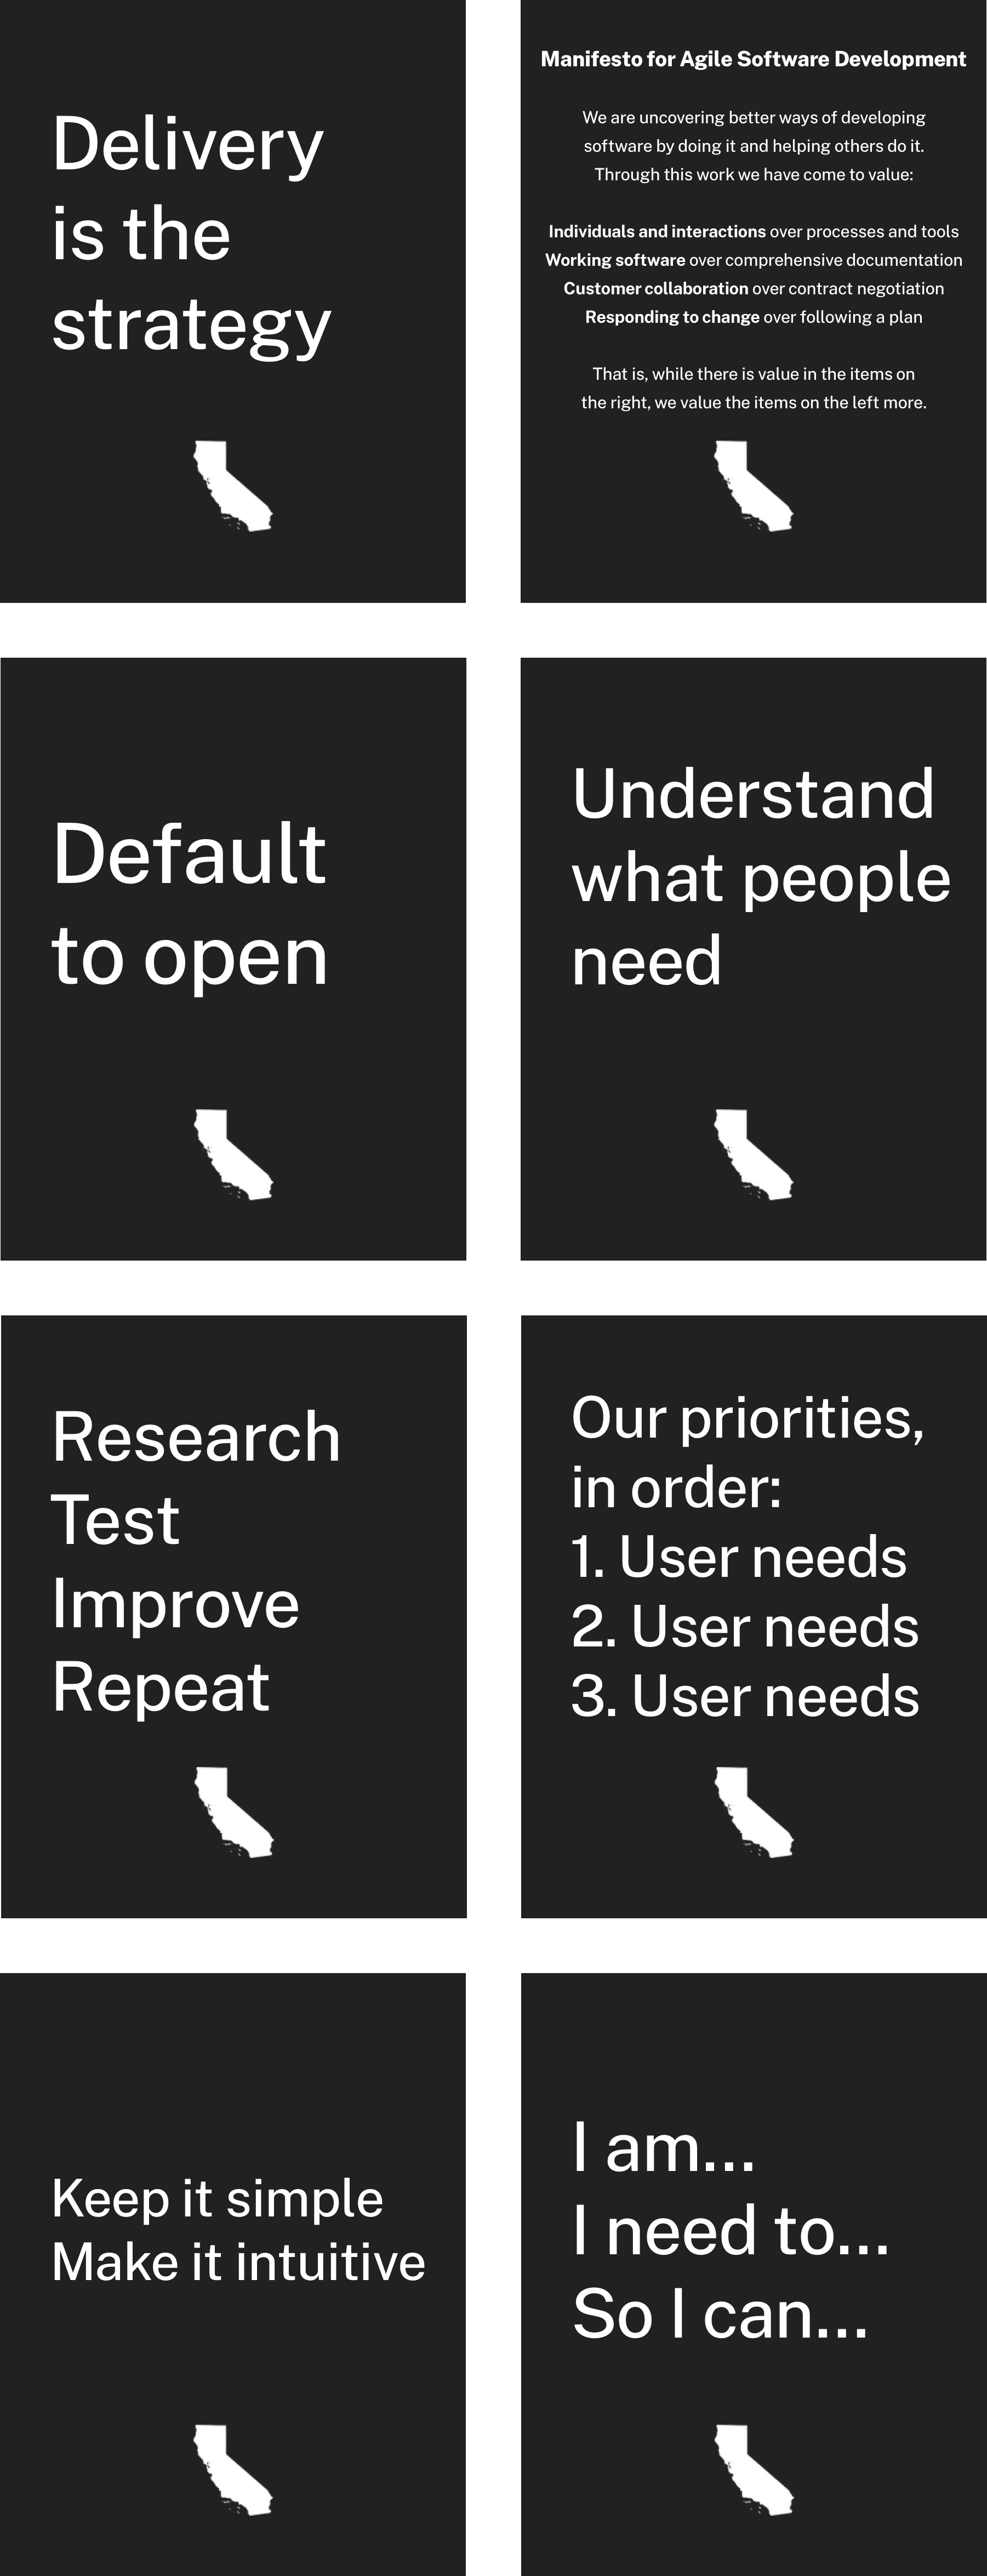 Delivery
is the
strategy
Manifesto for Agile Software Development
We are uncovering better ways of developing
software by doing it and helping others do it.
Through this work we have come to value:
Individuals and interactions over processes and tools
Working software over comprehensive documentation
Customer collaboration over contract negotiation
Responding to change over following a plan
That is, while there is value in the items on
the right, we value the items on the left more.
Default
to open
Understand
what people
need
Research
Test
Improve
Repeat
Our priorities,
in order:
1. User needs
2. User needs
3. User needs
Keep it simple
Make it intuitive
I am...
I need to...
So I can...